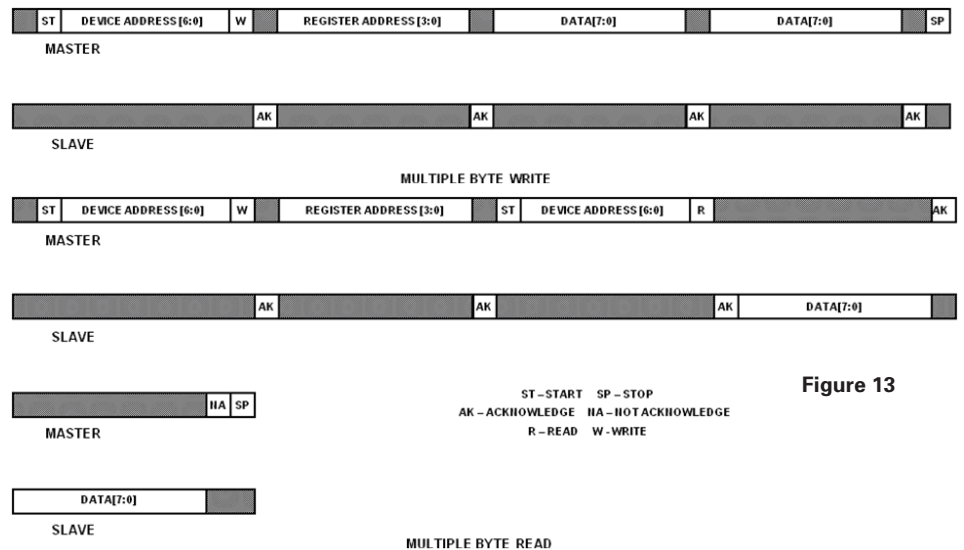 ST DEVICE ADDRESS [6:0] W REGISTER ADDRESS [3:0] DATA[7:0] DATA[7:0] SP
MASTER
AK AK AK AK
SLAVE
MULTIPLE BYTE WRITE
ST DEVICE ADDRESS [6:0] W REGISTER ADDRESS [3:0] ST DEVICE ADDRESS [6:0] R AK
MASTER
AK AK AK DATA[7:0]
SLAVE
NA SP
MASTER
ST – START SP – STOP
AK – ACKNOWLEDGE NA – NOT ACKNOWLEDGE
R – READ W - WRITE
Figure 13
DATA[7:0]
SLAVE
MULTIPLE BYTE READ